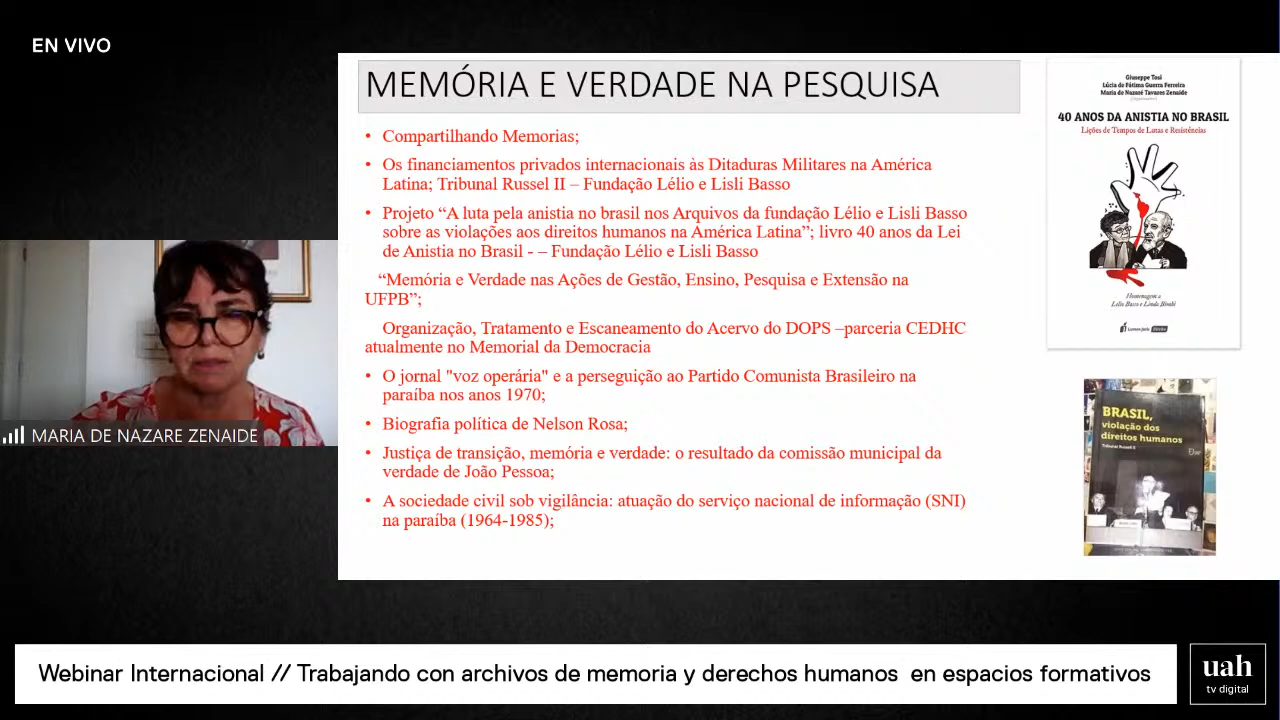 EN VIVO
MEMÓRIA E VERDADE NA PESQUISA
• Compartilhando Memorias;
• Os financiamentos privados internacionais às Ditaduras Militares na América
Latina; Tribunal Russel II – Fundação Lélio e Lisli Basso
• Projeto “A luta pela anistia no brasil nos Arquivos da fundação Lélio e Lisli Basso
sobre as violações aos direitos humanos na América Latina”; livro 40 anos da Lei
de Anistia no Brasil - – Fundação Lélio e Lisli Basso
“Memória e Verdade nas Ações de Gestão, Ensino, Pesquisa e Extensão na
UFPB”;
Organização, Tratamento e Escaneamento do Acervo do DOPS –parceria CEDHC
atualmente no Memorial da Democracia
• O jornal "voz operária" e a perseguição ao Partido Comunista Brasileiro na
paraíba nos anos 1970;
• Biografia política de Nelson Rosa;
• Justiça de transição, memória e verdade: o resultado da comissão municipal da
verdade de João Pessoa;
• A sociedade civil sob vigilância: atuação do serviço nacional de informação (SNI)
na paraíba (1964-1985);
Giuseppe Tosi
Lúcia de Fátima Guerra Ferreira
Maria de Nazaré Tavares Zenaide
40 ANOS DA ANISTIA NO BRASIL
Lições de Tempos de Lutas e Resistências
Homenagem a
Lélio Basso e Linda Bimbi
BRASIL,
violação dos
direitos humanos
Tribunal Russell II
MARIA DE NAZARE ZENAIDE
Webinar Internacional // Trabajando con archivos de memoria y derechos humanos  en espacios formativos
uah
tv digital